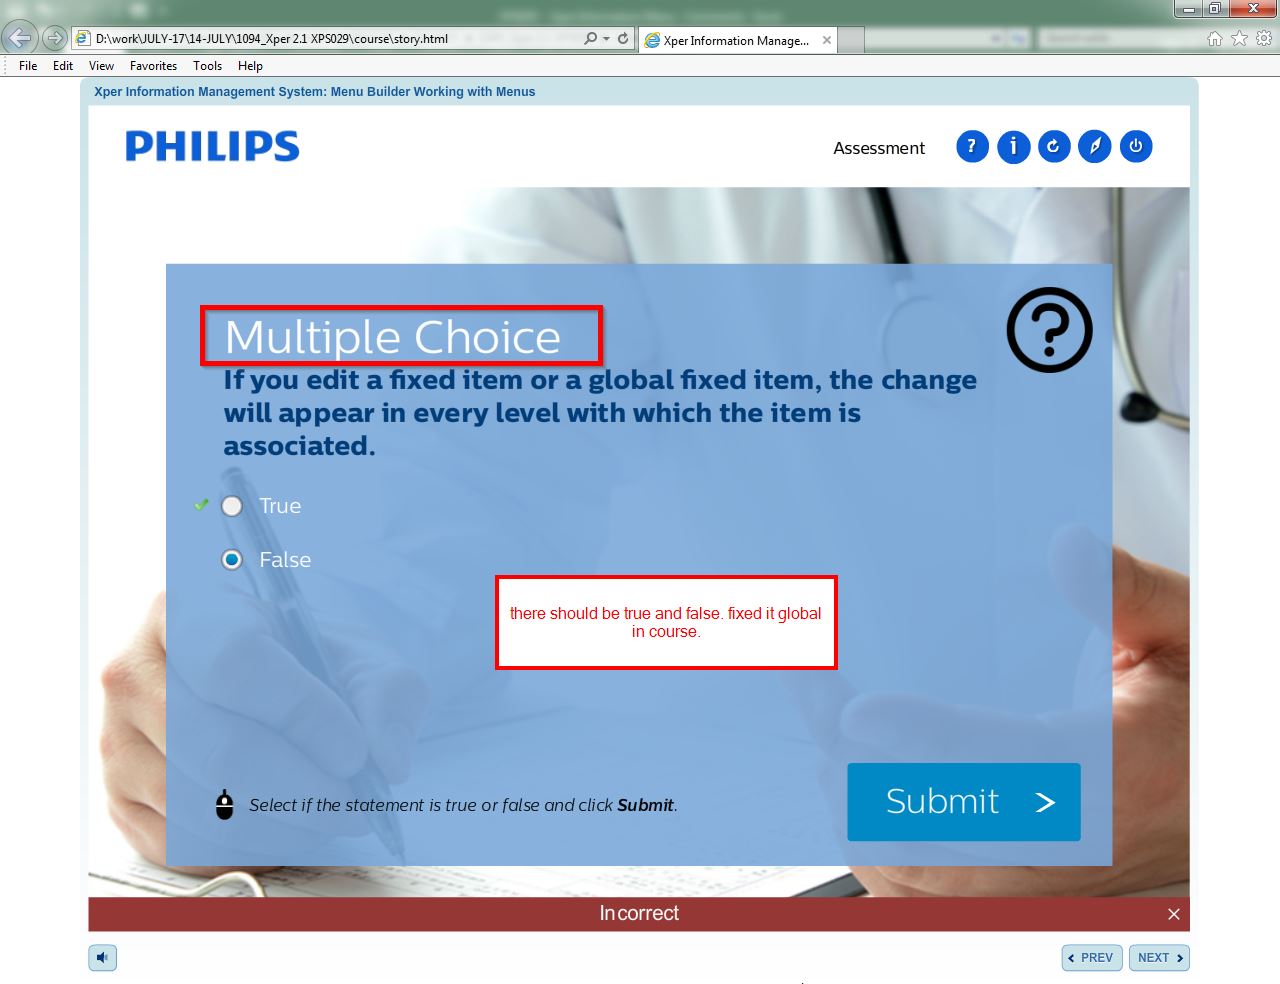 D:\work\JULY-17\14-JULY\1094_Xper 2.1 XPS029\course\story.html
Xper Information Manage...
File Edit View Favorites Tools Help
Xper Information Management System: Menu Builder Working with Menus
PHILIPS
Assessment
Multiple Choice
If you edit a fixed item or a global fixed item, the change
will appear in every level with which the item is
associated.
True
False
there should be true and false. fixed it global
in course.
Select if the statement is true or false and click Submit.
Submit
Incorrect
PREV
NEXT